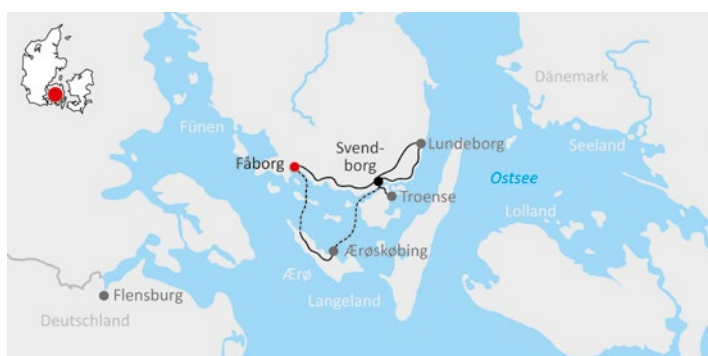 Dänemark
Fünen
Svend-
borg
Lundeborg
Seeland
Fåborg
Ostsee
Troense
Lolland
Ærøskøbing
Ærø
Langeland
Flensburg
Deutschland